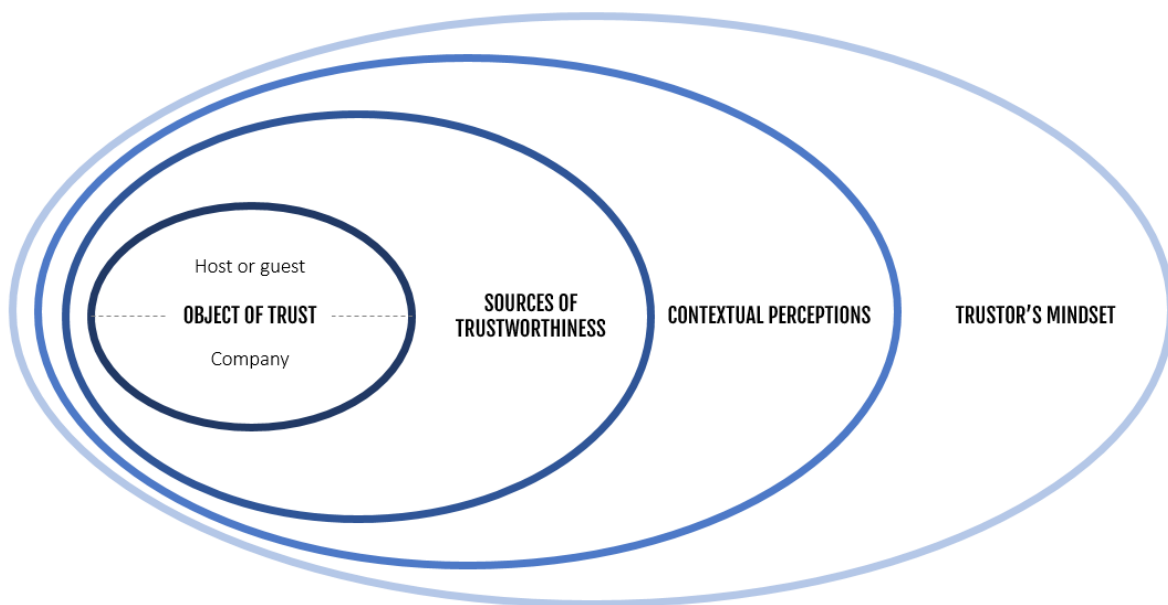 Host or guest
OBJECT OF TRUST
Company
SOURCES OF
TRUSTWORTHINESS
CONTEXTUAL PERCEPTIONS
TRUSTOR’S MINDSET